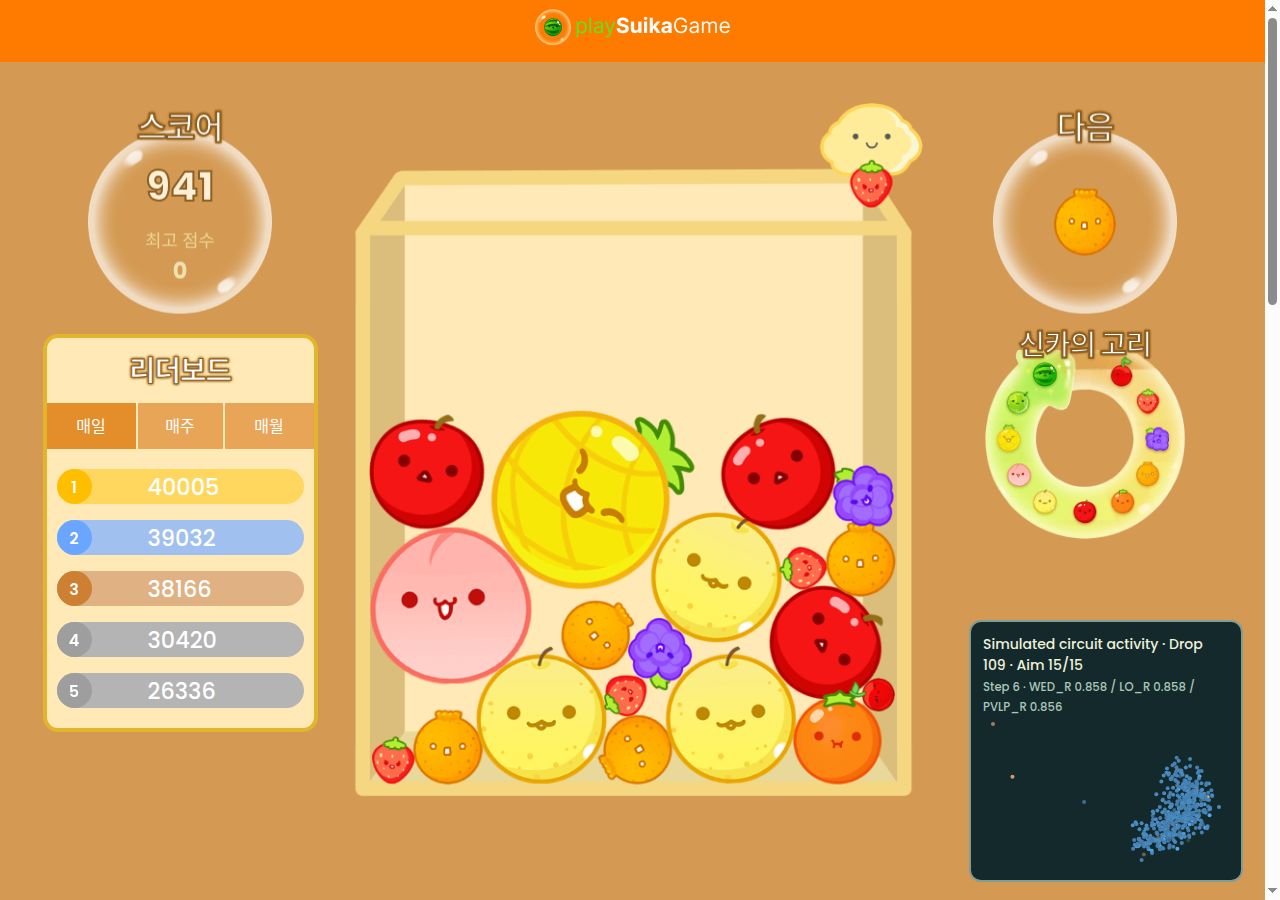 playSuikaGame
스코어
941
최고 점수
0
다음
리더보드
매일 매주 매월
1 40005
2 39032
3 38166
4 30420
5 26336
신카의 고리
Simulated circuit activity · Drop
109 · Aim 15/15
Step 6 · WED_R 0.858 / LO_R 0.858 /
PVLP_R 0.856